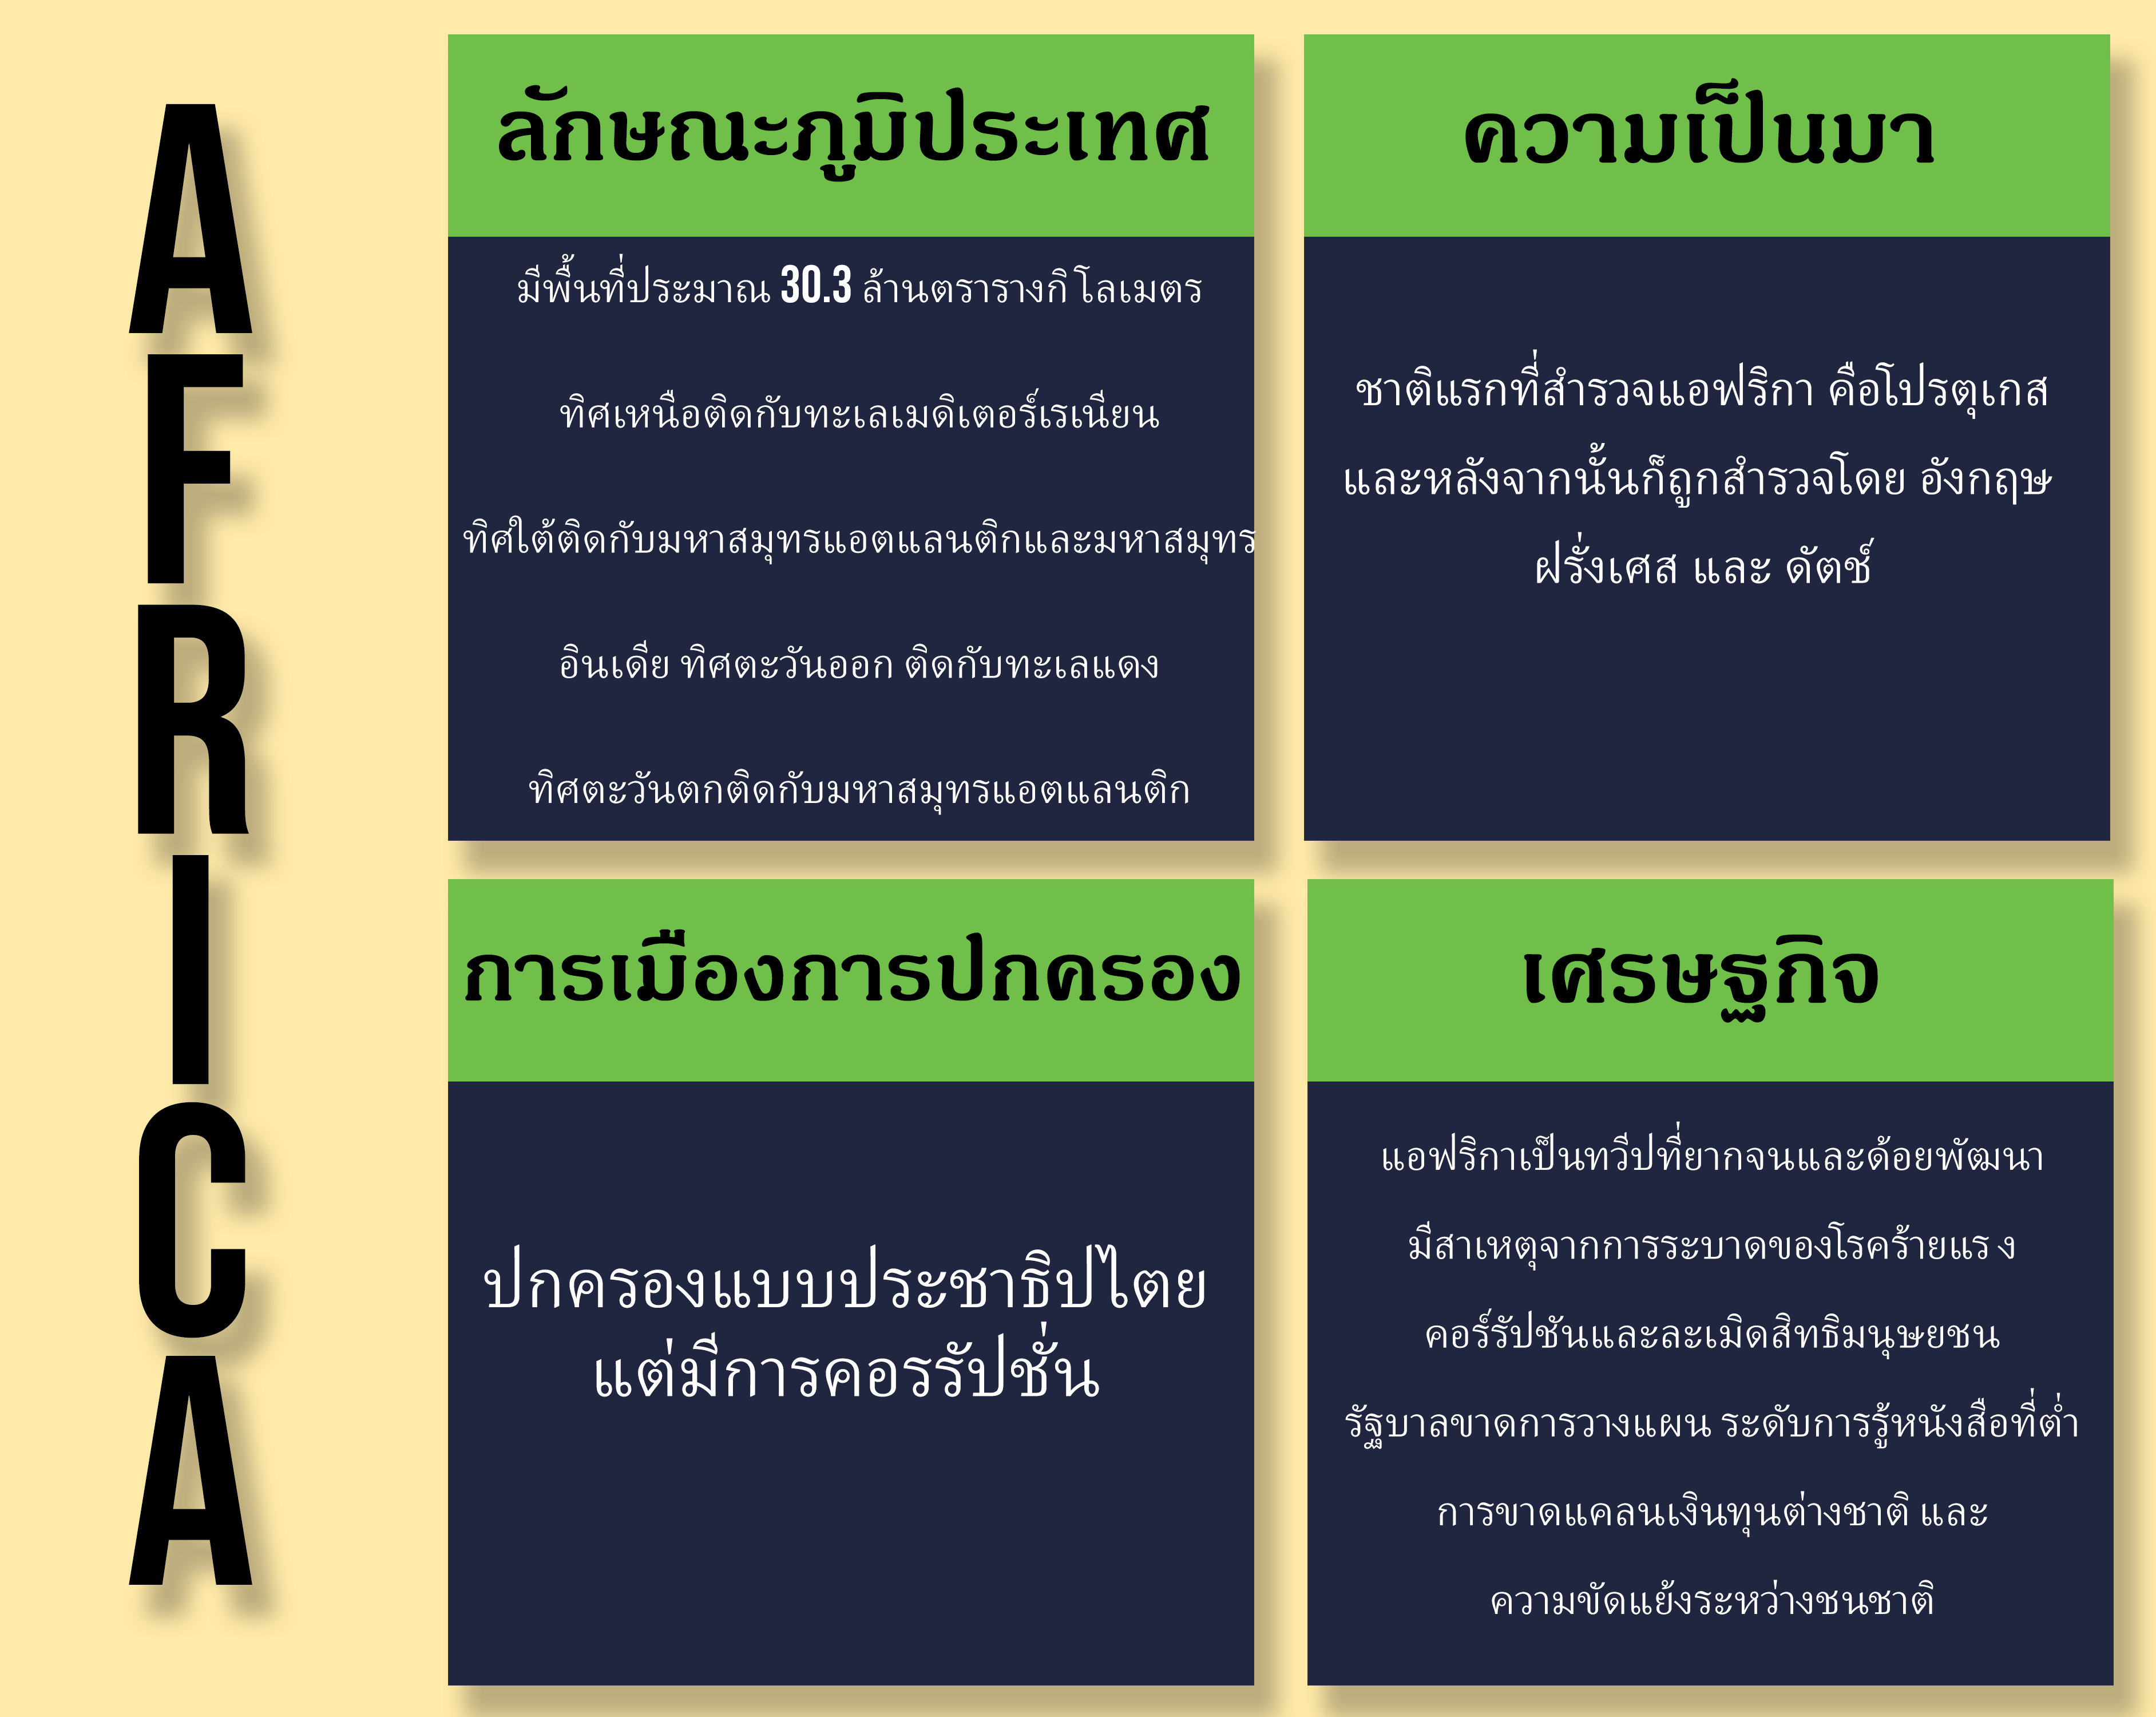 AFRICA
ลักษณะภูมิประเทศ
มีพื้นที่ประมาณ 30.3 ล้านตรารางกิโลเมตร
ทิศเหนือติดกับทะเลเมดิเตอร์เรเนียน
ทิศใต้ติดกับมหาสมุทรแอตแลนติกและมหาสมุทร
อินเดีย ทิศตะวันออก ติดกับทะเลแดง
ทิศตะวันตกติดกับมหาสมุทรแอตแลนติก
ความเป็นมา
ชาติแรกที่สำรวจแอฟริกา คือโปรตุเกส
และหลังจากนั้นก็ถูกสำรวจโดย อังกฤษ
ฝรั่งเศส และ ดัตช์
การเมืองการปกครอง
ปกครองแบบประชาธิปไตย
แต่มีการคอรรัปชั่น
เศรษฐกิจ
แอฟริกาเป็นทวีปที่ยากจนและด้อยพัฒนา
มีสาเหตุจากการระบาดของโรคร้ายแรง
คอร์รัปชันและละเมิดสิทธิมนุษยชน
รัฐบาลขาดการวางแผน ระดับการรู้หนังสือที่ต่ำ
การขาดแคลนเงินทุนต่างชาติ และ
ความขัดแย้งระหว่างชนชาติ